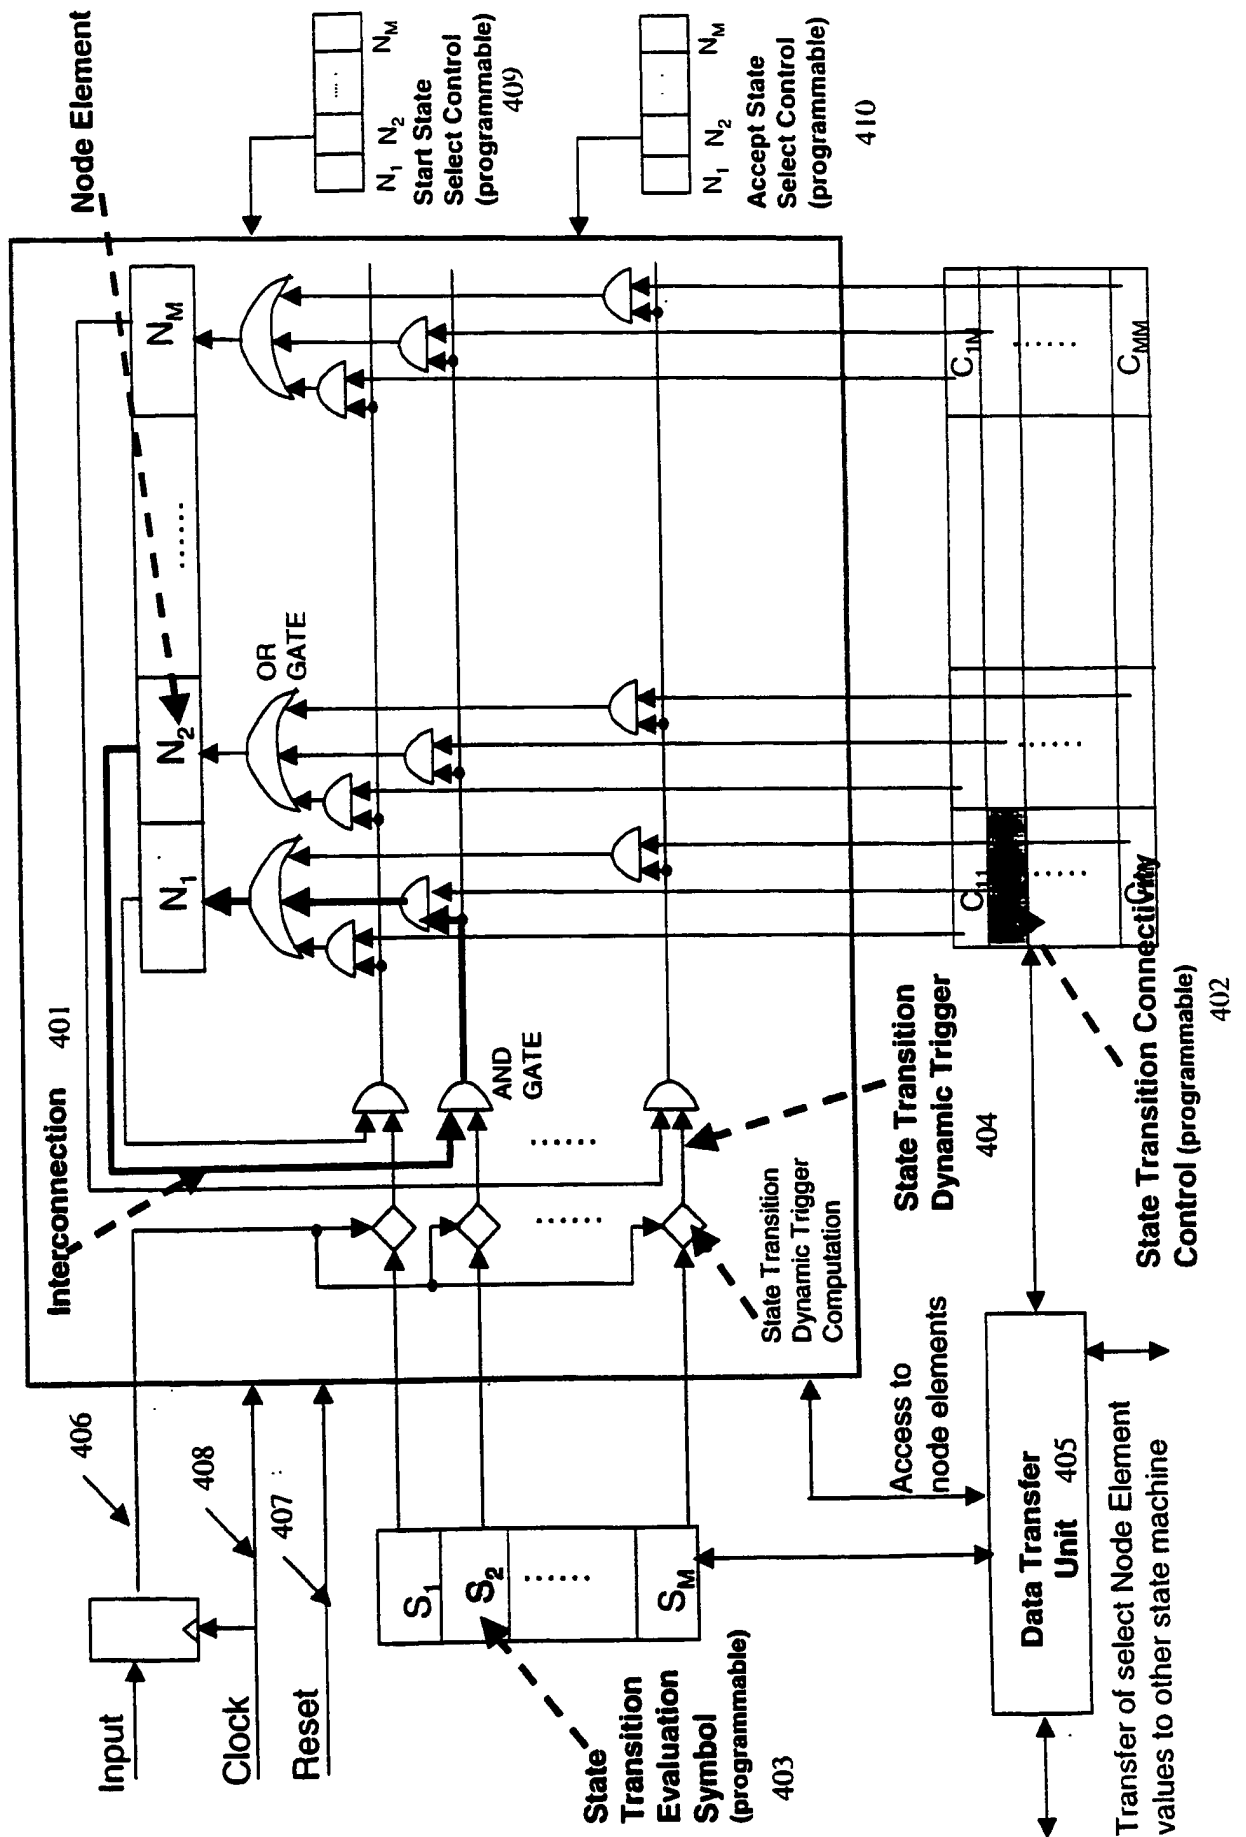 Input
Clock
Reset
406
408
407
State
Transition
Evaluation
Symbol
(programmable)
403
S1
S2
......
SM
Interconnection 401
Node Element
N1
N2
......
NM
OR
GATE
AND
GATE
......
......
State Transition
Dynamic Trigger
Computation
State Transition
Dynamic Trigger
404
N1 N2 ..... NM
Start State
Select Control
(programmable)
409
N1 N2 NM
Accept State
Select Control
(programmable)
410
C11
......
......
C1M
......
CMM
State Transition Connectivity
Control (programmable)
402
Access to
node elements
Data Transfer
Unit 405
Transfer of select Node Element
values to other state machine